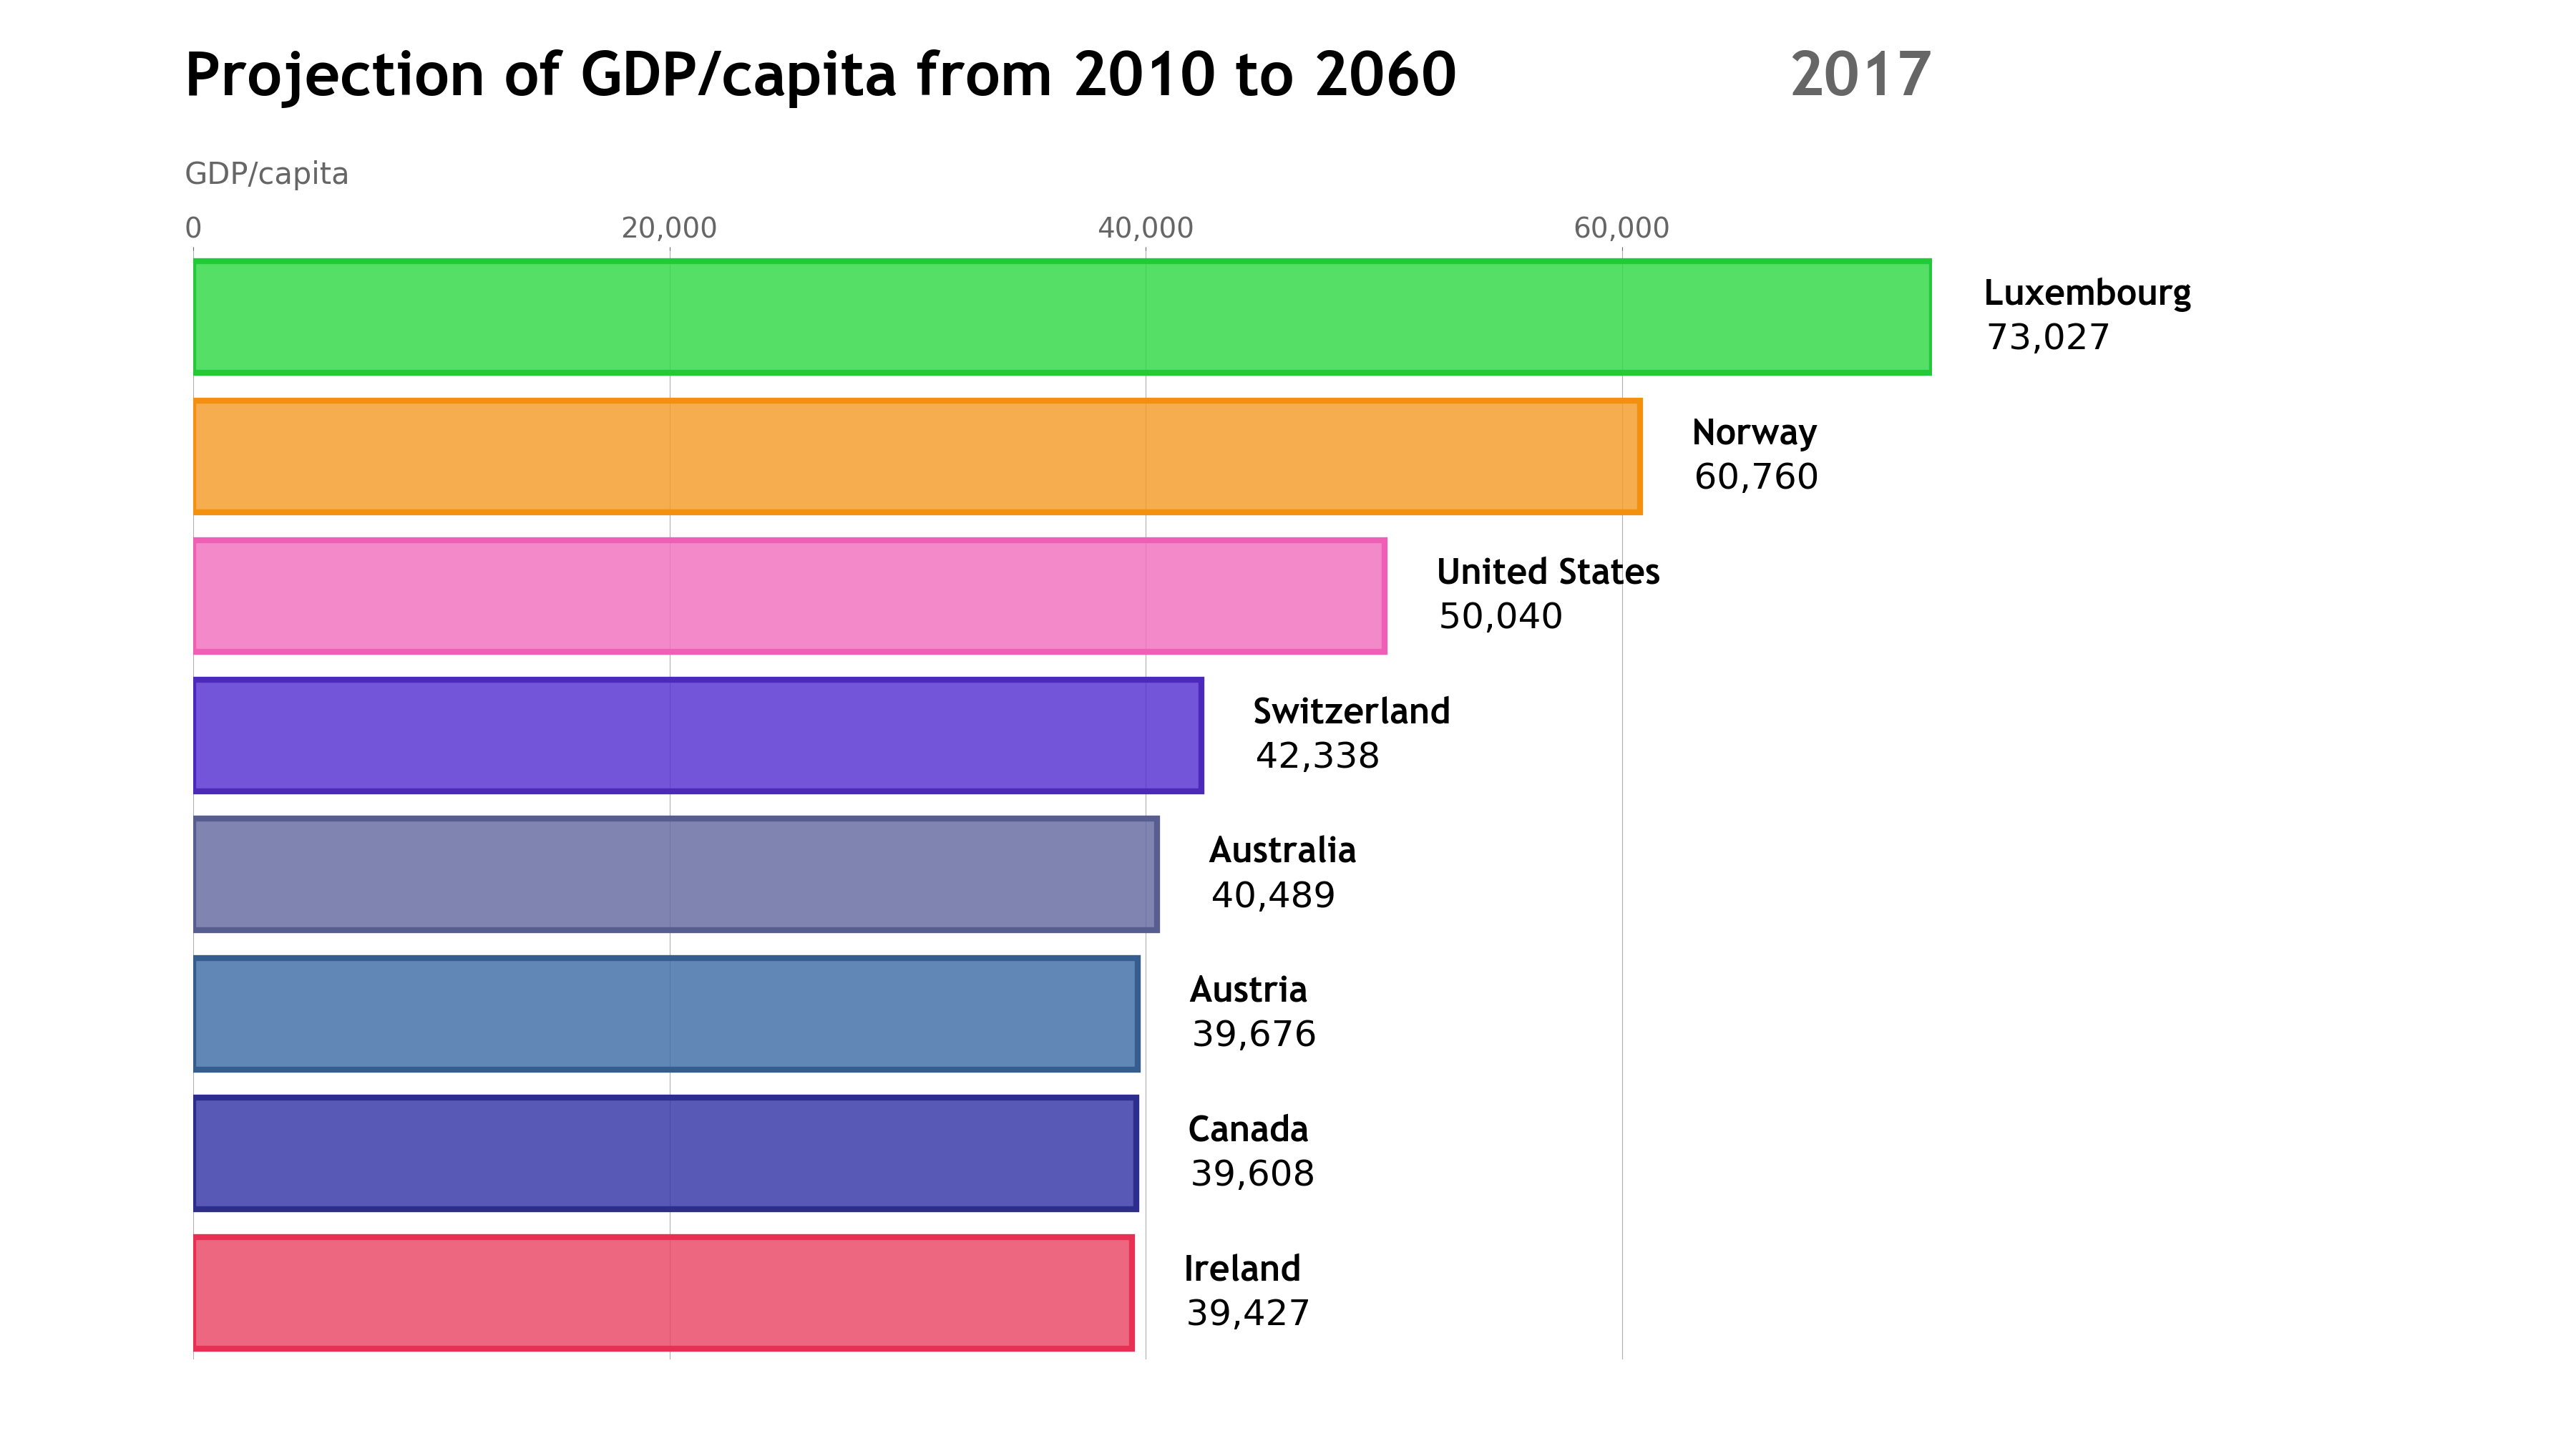 Projection of GDP/capita from 2010 to 2060
2017
GDP/capita
0 20,000 40,000 60,000
Luxembourg
73,027
Norway
60,760
United States
50,040
Switzerland
42,338
Australia
40,489
Austria
39,676
Canada
39,608
Ireland
39,427